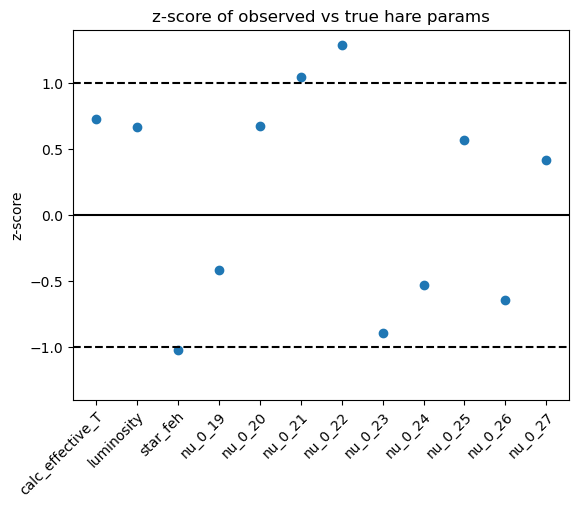 z-score of observed vs true hare params
1.0
0.5
0.0
−0.5
−1.0
z-score
calc_effective_T
luminosity
star_feh
nu_0_19
nu_0_20
nu_0_21
nu_0_22
nu_0_23
nu_0_24
nu_0_25
nu_0_26
nu_0_27